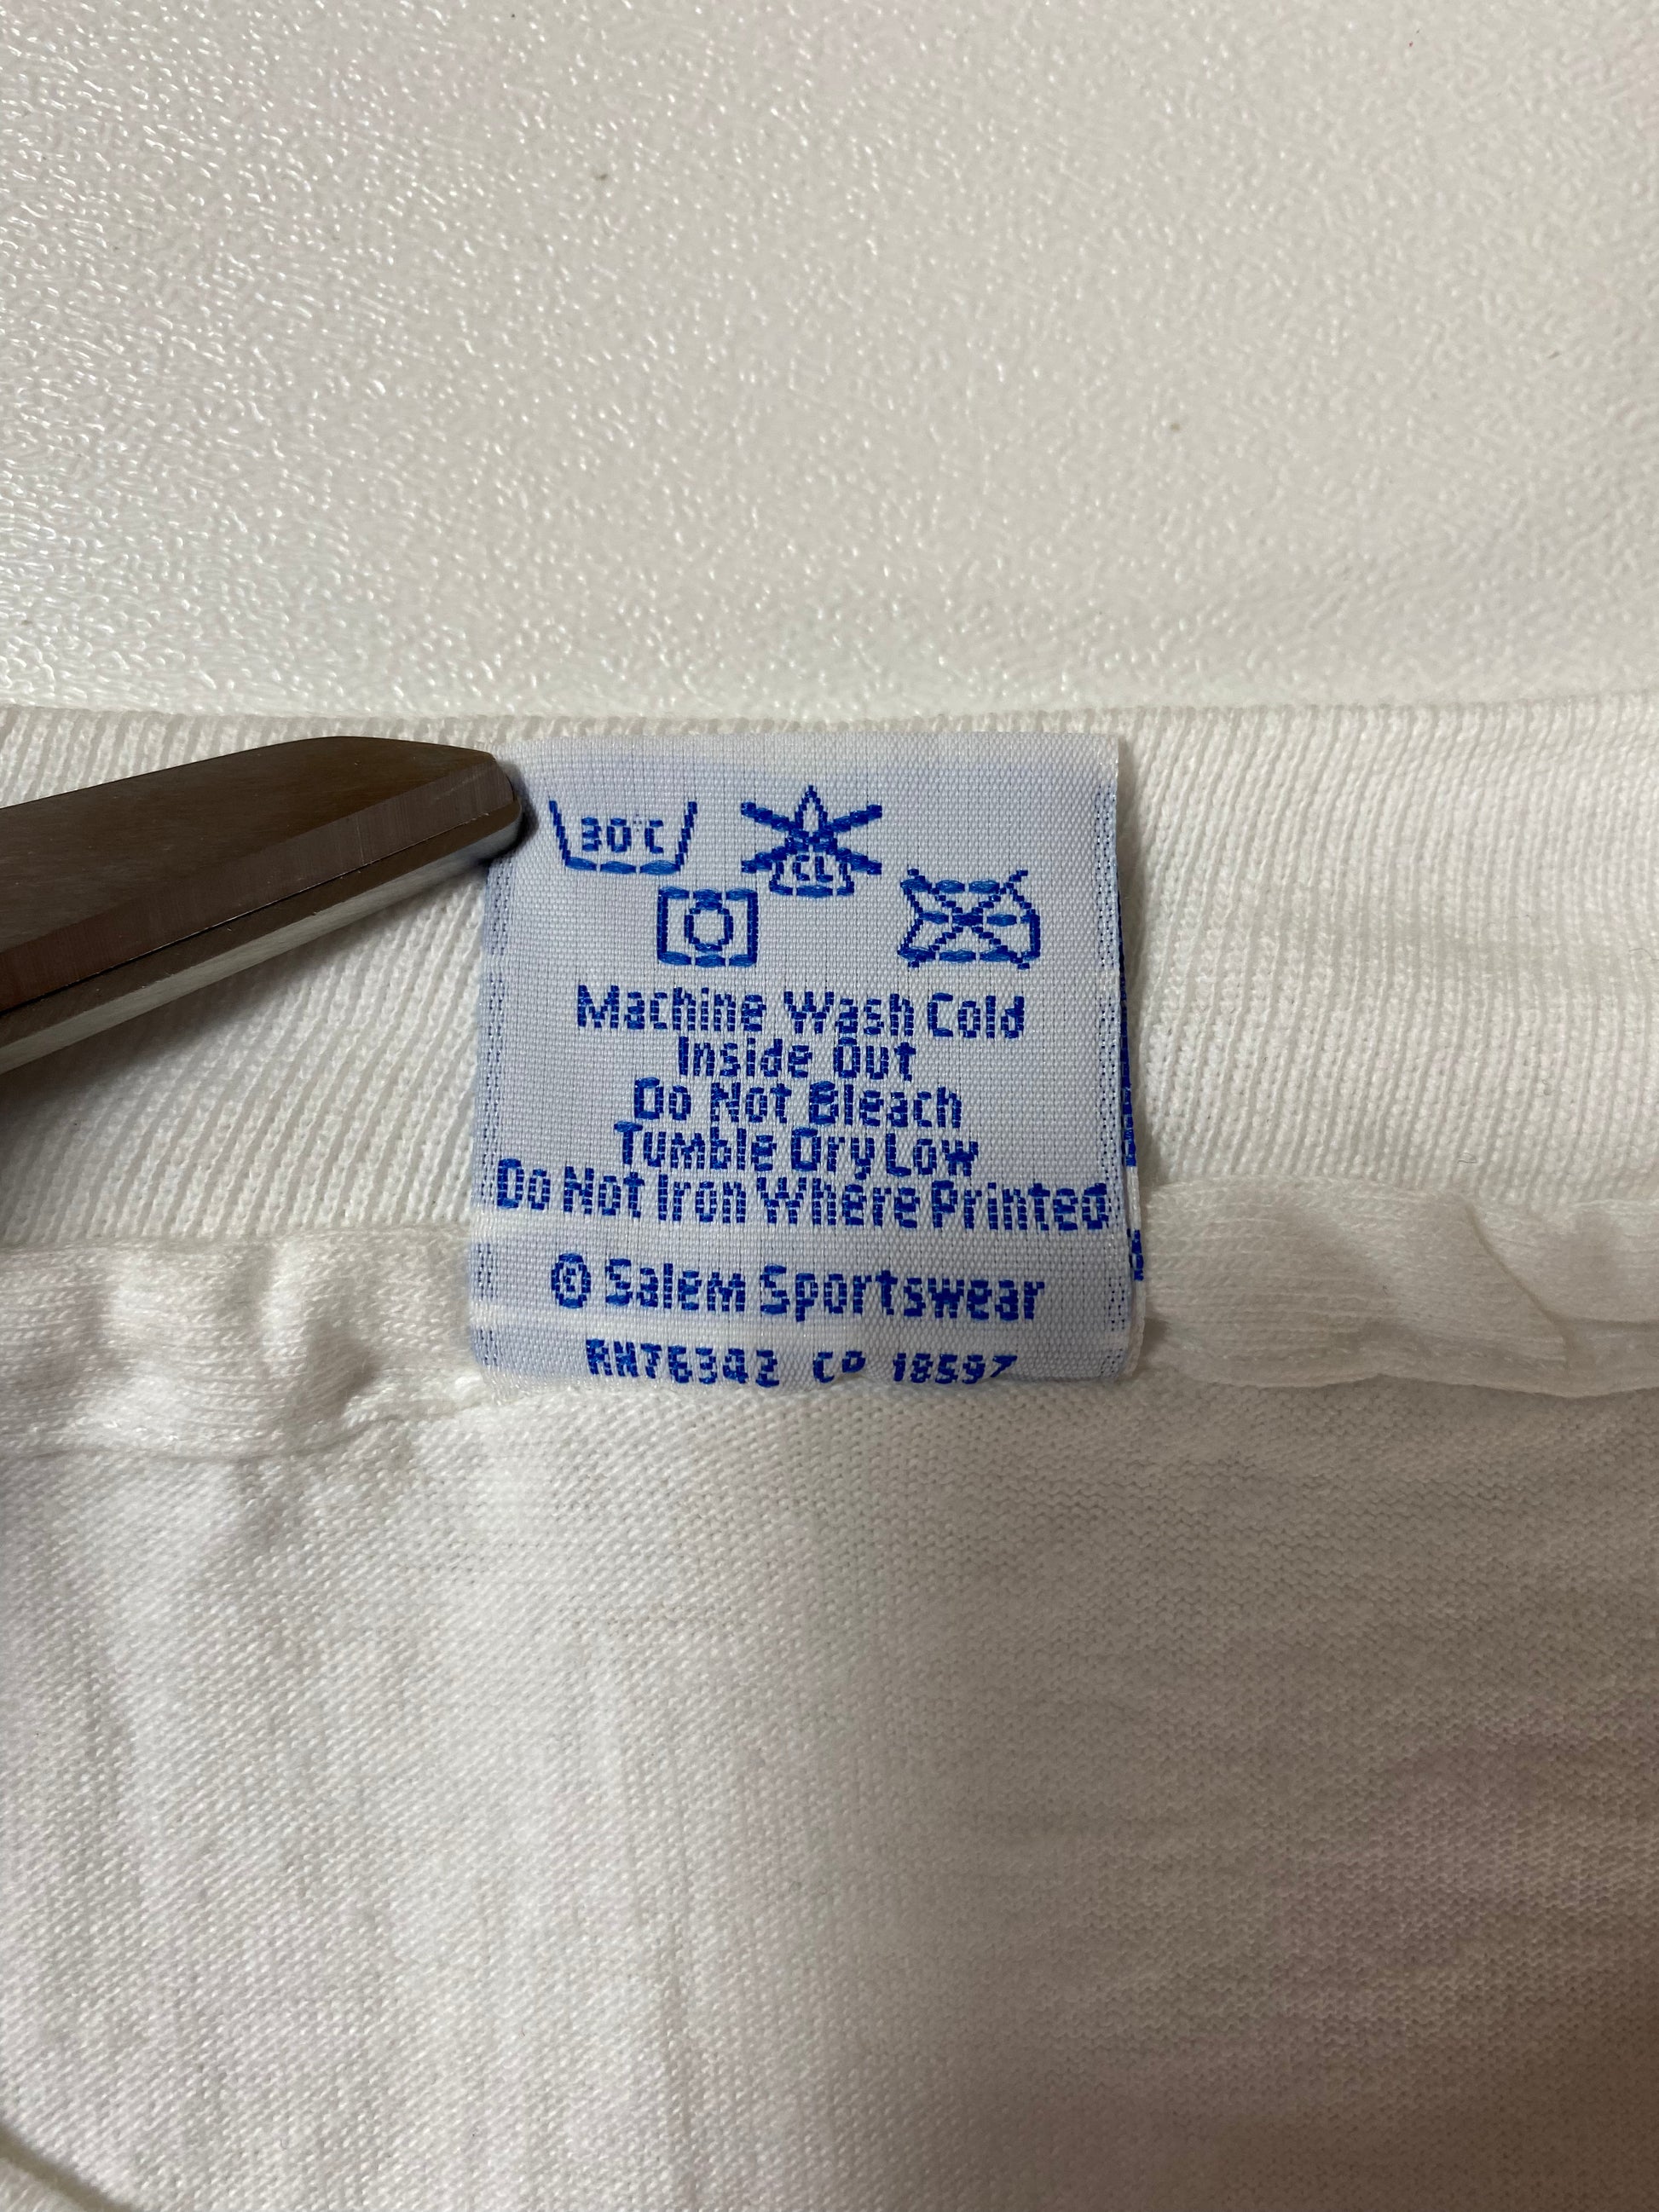 30°C
CL
Machine Wash Cold
Inside Out
Do Not Bleach
Tumble Dry Low
Do Not Iron Where Printed
© Salem Sportswear
RN76342 CA 18597